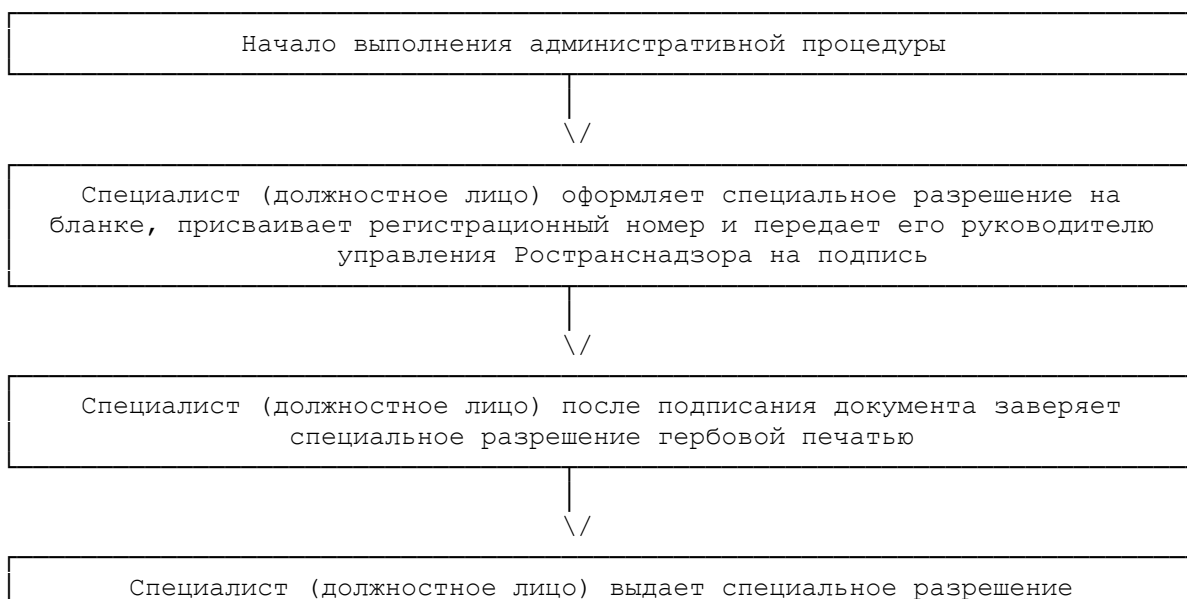 Начало выполнения административной процедуры
\/
Специалист (должностное лицо) оформляет специальное разрешение на
бланке, присваивает регистрационный номер и передает его руководителю
управления Ространснадзора на подпись
\/
Специалист (должностное лицо) после подписания документа заверяет
специальное разрешение гербовой печатью
\/
Специалист (должностное лицо) выдает специальное разрешение